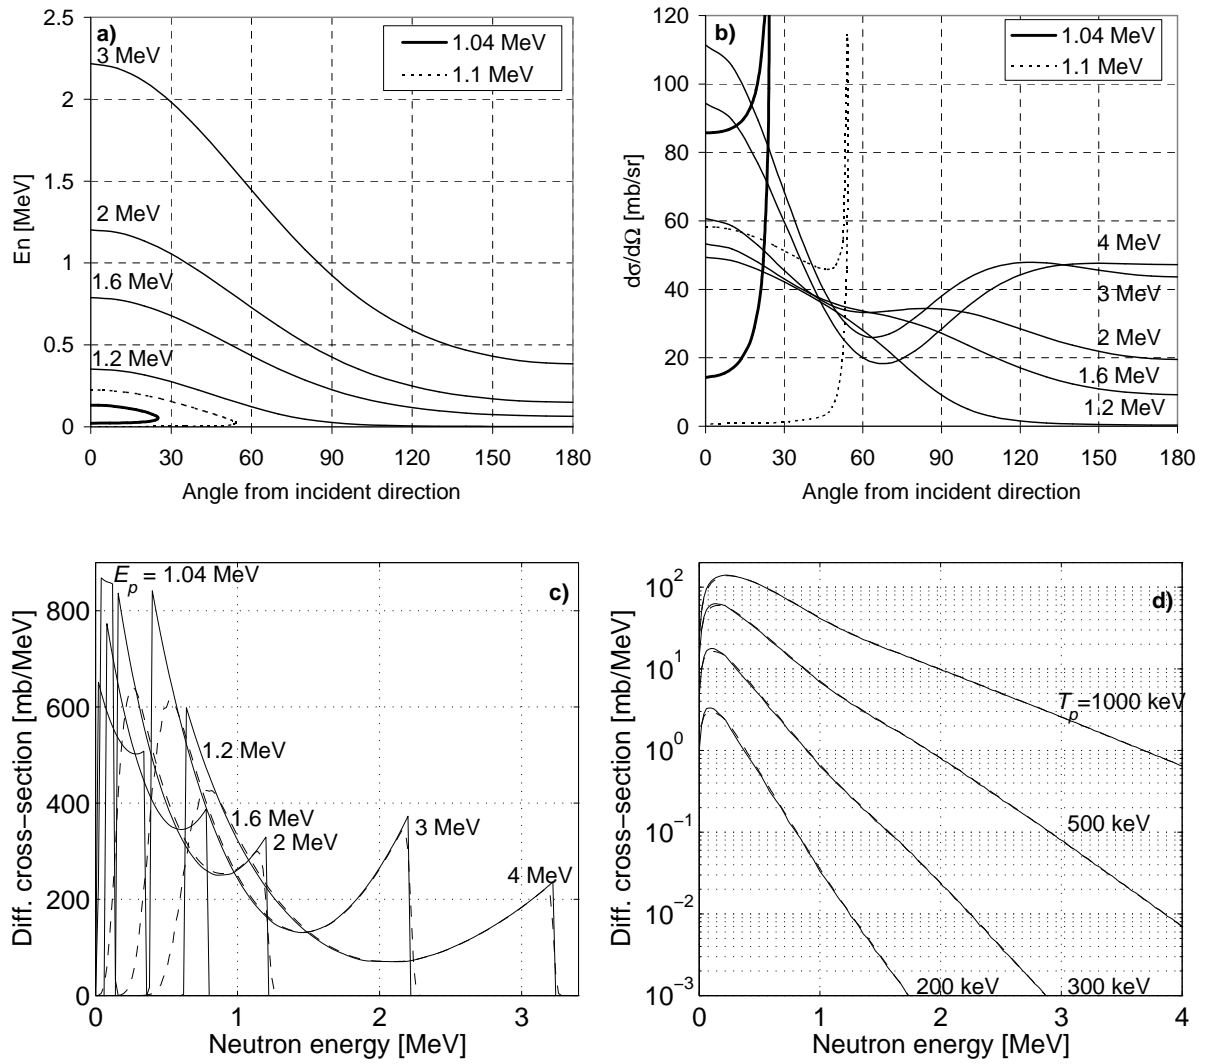 a)
1.04 MeV
1.1 MeV
3 MeV
2 MeV
1.6 MeV
1.2 MeV
2.5
2
1.5
1
0.5
0
En [MeV]
0 30 60 90 120 150 180
Angle from incident direction
b)
1.04 MeV
1.1 MeV
120
100
80
60
40
20
0
dσ/dΩ [mb/sr]
4 MeV
3 MeV
2 MeV
1.6 MeV
1.2 MeV
0 30 60 90 120 150 180
Angle from incident direction
c)
E_p = 1.04 MeV
1.2 MeV
1.6 MeV
2 MeV
3 MeV
4 MeV
800
600
400
200
0
Diff. cross−section [mb/MeV]
0 1 2 3
Neutron energy [MeV]
d)
10^2
10^1
10^0
10^−1
10^−2
10^−3
Diff. cross−section [mb/MeV]
T_p=1000 keV
500 keV
200 keV
300 keV
0 1 2 3 4
Neutron energy [MeV]